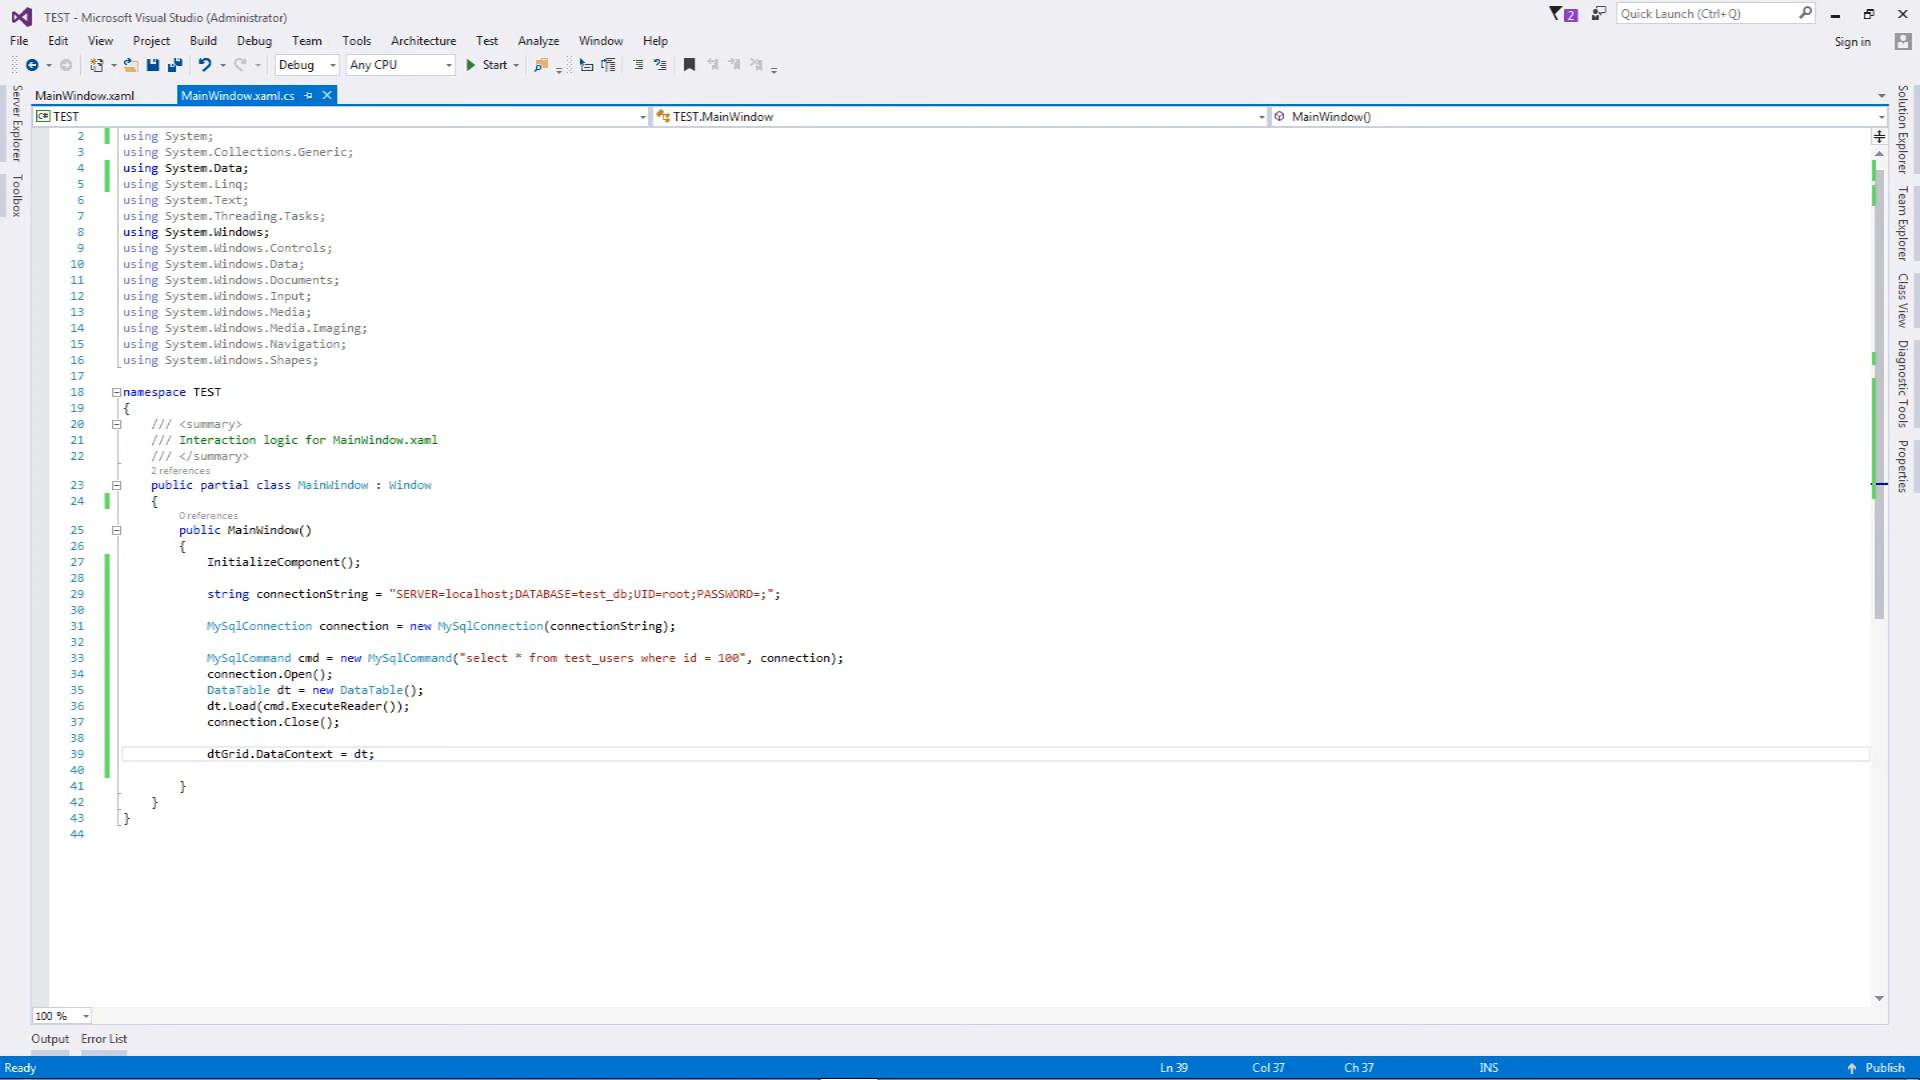 TEST - Microsoft Visual Studio (Administrator)
2
Quick Launch (Ctrl+Q)
File Edit View Project Build Debug Team Tools Architecture Test Analyze Window Help
Sign in
Debug Any CPU Start
MainWindow.xaml MainWindow.xaml.cs
TEST TEST.MainWindow MainWindow()
Server Explorer
Toolbox
2 using System;
3 using System.Collections.Generic;
4 using System.Data;
5 using System.Linq;
6 using System.Text;
7 using System.Threading.Tasks;
8 using System.Windows;
9 using System.Windows.Controls;
10 using System.Windows.Data;
11 using System.Windows.Documents;
12 using System.Windows.Input;
13 using System.Windows.Media;
14 using System.Windows.Media.Imaging;
15 using System.Windows.Navigation;
16 using System.Windows.Shapes;
17
18 namespace TEST
19 {
20 /// <summary>
21 /// Interaction logic for MainWindow.xaml
22 /// </summary>
2 references
23 public partial class MainWindow : Window
24 {
0 references
25 public MainWindow()
26 {
27 InitializeComponent();
28
29 string connectionString = "SERVER=localhost;DATABASE=test_db;UID=root;PASSWORD=;";
30
31 MySqlConnection connection = new MySqlConnection(connectionString);
32
33 MySqlCommand cmd = new MySqlCommand("select * from test_users where id = 100", connection);
34 connection.Open();
35 DataTable dt = new DataTable();
36 dt.Load(cmd.ExecuteReader());
37 connection.Close();
38
39 dtGrid.DataContext = dt;
40
41 }
42 }
43 }
44
Solution Explorer
Team Explorer
Class View
Diagnostic Tools
Properties
100 %
Output Error List
Ready Ln 39 Col 37 Ch 37 INS Publish